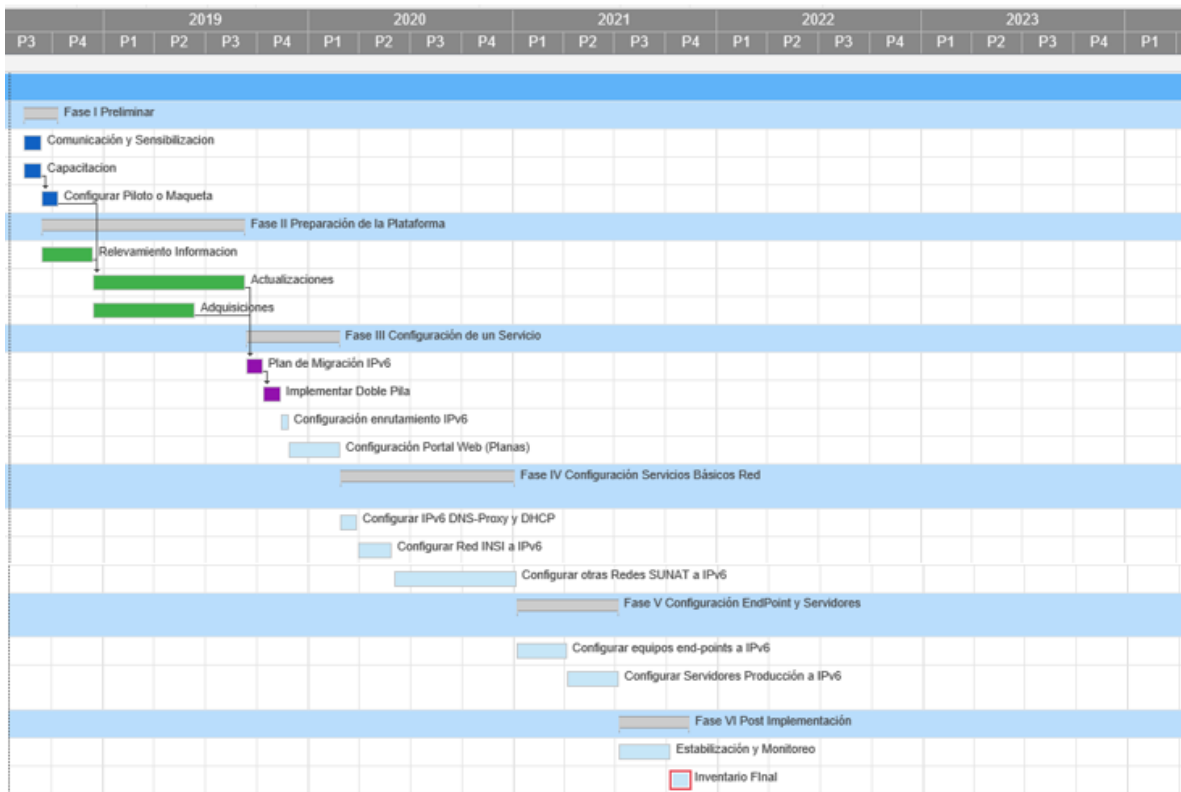 2019 2020 2021 2022 2023
P3 P4 P1 P2 P3 P4 P1 P2 P3 P4 P1 P2 P3 P4 P1 P2 P3 P4 P1 P2 P3 P4 P1
Fase I Preliminar
Comunicación y Sensibilizacion
Capacitacion
Configurar Piloto o Maqueta
Fase II Preparación de la Plataforma
Relevamiento Informacion
Actualizaciones
Adquisiciones
Fase III Configuración de un Servicio
Plan de Migración IPv6
Implementar Doble Pila
Configuración enrutamiento IPv6
Configuración Portal Web (Planas)
Fase IV Configuración Servicios Básicos Red
Configurar IPv6 DNS-Proxy y DHCP
Configurar Red INSI a IPv6
Configurar otras Redes SUNAT a IPv6
Fase V Configuración EndPoint y Servidores
Configurar equipos end-points a IPv6
Configurar Servidores Producción a IPv6
Fase VI Post Implementación
Estabilización y Monitoreo
Inventario FInal